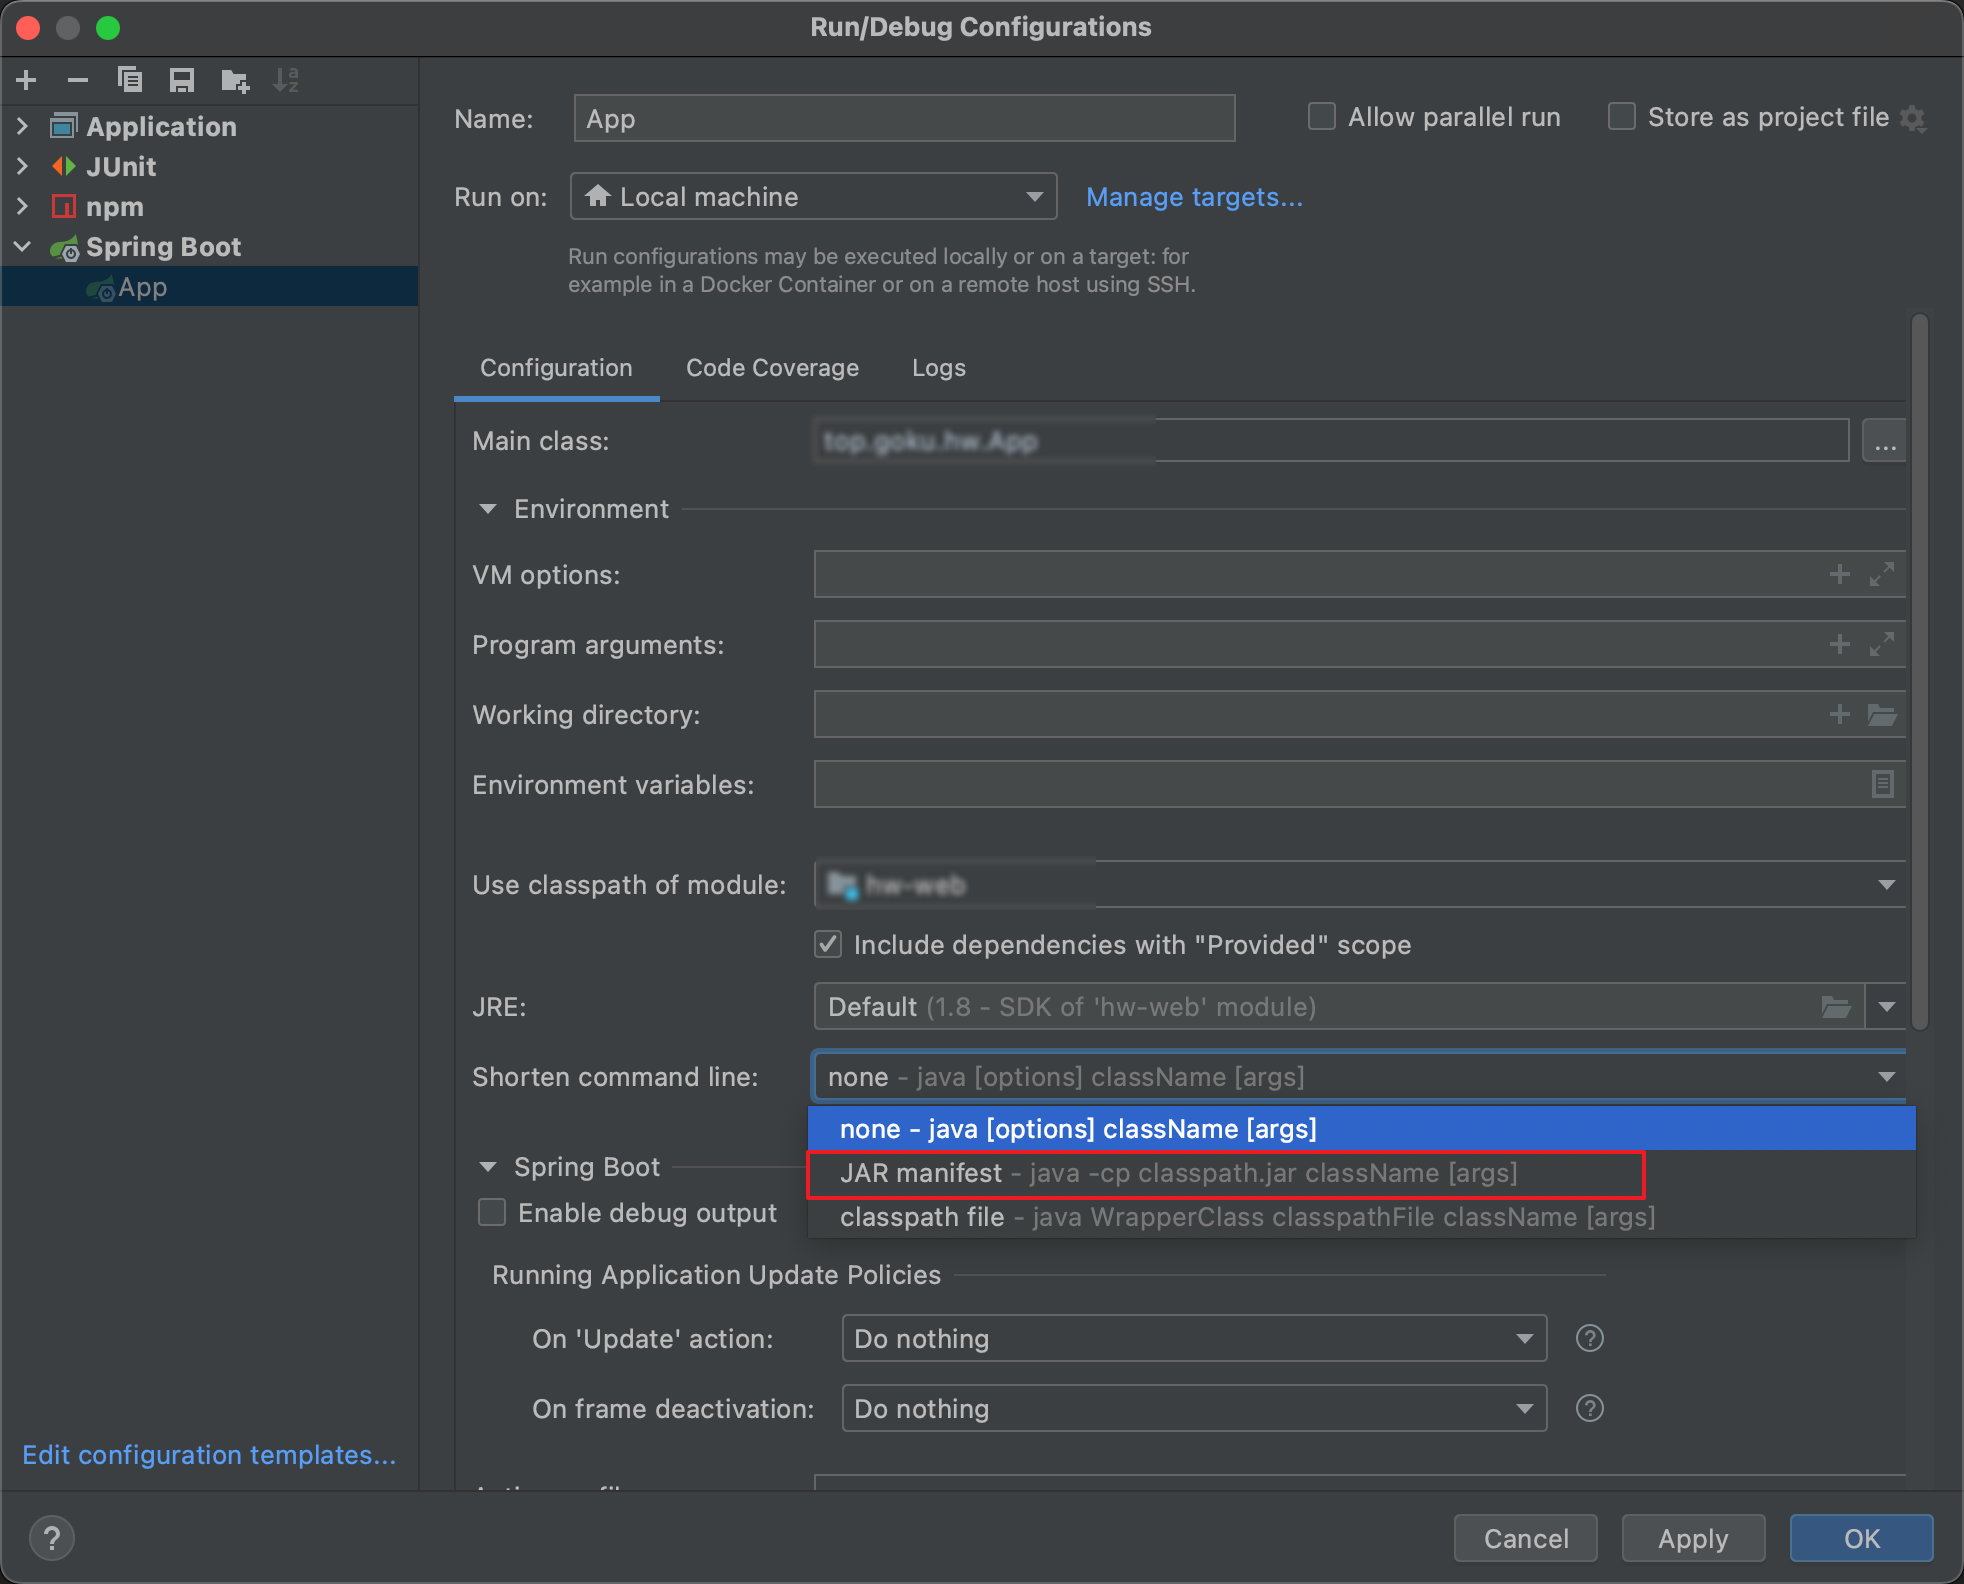 Run/Debug Configurations
Application
JUnit
npm
Spring Boot
App
Edit configuration templates...
Name: App
Allow parallel run
Store as project file
Run on: Local machine
Manage targets...
Run configurations may be executed locally or on a target: for
example in a Docker Container or on a remote host using SSH.
Configuration Code Coverage Logs
Main class: top.goku.hw.App ...
Environment
VM options:
Program arguments:
Working directory:
Environment variables:
Use classpath of module: hw-web
Include dependencies with "Provided" scope
JRE: Default (1.8 - SDK of 'hw-web' module)
Shorten command line: none - java [options] className [args]
none - java [options] className [args]
JAR manifest - java -cp classpath.jar className [args]
classpath file - java WrapperClass classpathFile className [args]
Spring Boot
Enable debug output
Running Application Update Policies
On 'Update' action: Do nothing ?
On frame deactivation: Do nothing ?
? Cancel Apply OK